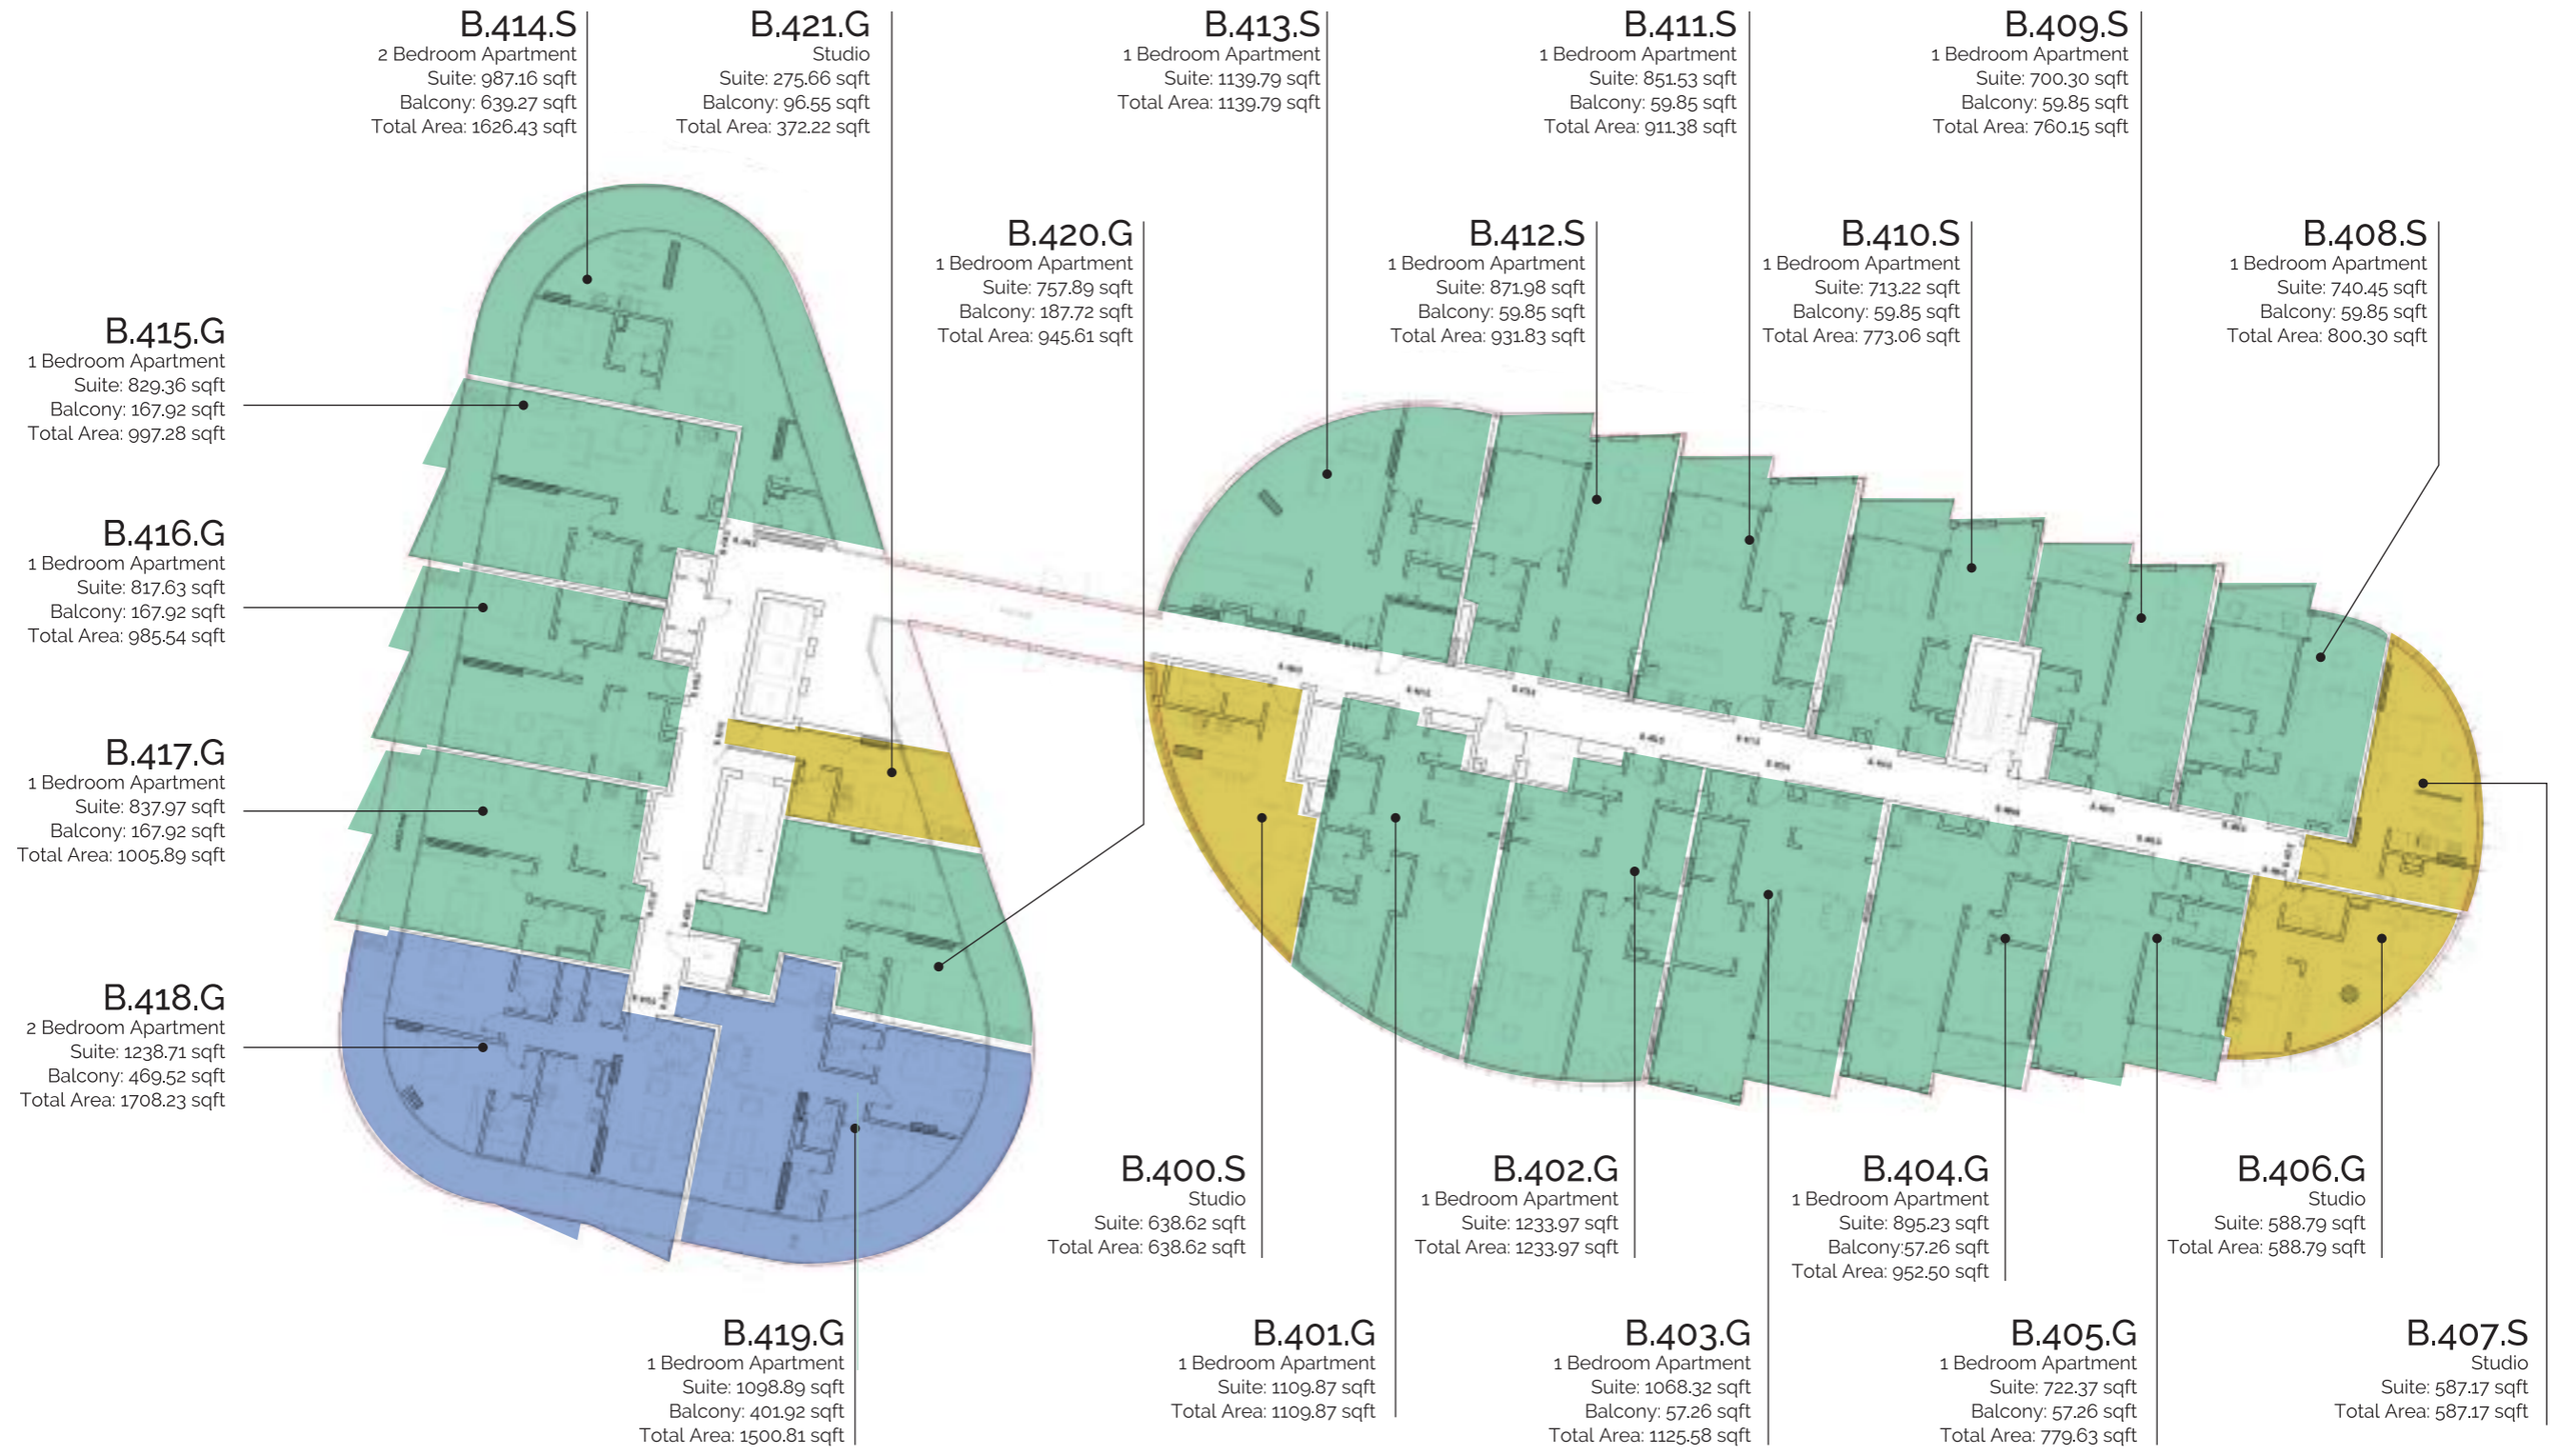 B.414.S
2 Bedroom Apartment
Suite: 987.16 sqft
Balcony: 639.27 sqft
Total Area: 1626.43 sqft
B.421.G
Studio
Suite: 275.66 sqft
Balcony: 96.55 sqft
Total Area: 372.22 sqft
B.413.S
1 Bedroom Apartment
Suite: 1139.79 sqft
Total Area: 1139.79 sqft
B.411.S
1 Bedroom Apartment
Suite: 851.53 sqft
Balcony: 59.85 sqft
Total Area: 911.38 sqft
B.409.S
1 Bedroom Apartment
Suite: 700.30 sqft
Balcony: 59.85 sqft
Total Area: 760.15 sqft
B.420.G
1 Bedroom Apartment
Suite: 757.89 sqft
Balcony: 187.72 sqft
Total Area: 945.61 sqft
B.412.S
1 Bedroom Apartment
Suite: 871.98 sqft
Balcony: 59.85 sqft
Total Area: 931.83 sqft
B.410.S
1 Bedroom Apartment
Suite: 713.22 sqft
Balcony: 59.85 sqft
Total Area: 773.06 sqft
B.408.S
1 Bedroom Apartment
Suite: 740.45 sqft
Balcony: 59.85 sqft
Total Area: 800.30 sqft
B.415.G
1 Bedroom Apartment
Suite: 829.36 sqft
Balcony: 167.92 sqft
Total Area: 997.28 sqft
B.416.G
1 Bedroom Apartment
Suite: 817.63 sqft
Balcony: 167.92 sqft
Total Area: 985.54 sqft
B.417.G
1 Bedroom Apartment
Suite: 837.97 sqft
Balcony: 167.92 sqft
Total Area: 1005.89 sqft
B.418.G
2 Bedroom Apartment
Suite: 1238.71 sqft
Balcony: 469.52 sqft
Total Area: 1708.23 sqft
B.400.S
Studio
Suite: 638.62 sqft
Total Area: 638.62 sqft
B.402.G
1 Bedroom Apartment
Suite: 1233.97 sqft
Total Area: 1233.97 sqft
B.404.G
1 Bedroom Apartment
Suite: 895.23 sqft
Balcony:57.26 sqft
Total Area: 952.50 sqft
B.406.G
Studio
Suite: 588.79 sqft
Total Area: 588.79 sqft
B.419.G
1 Bedroom Apartment
Suite: 1098.89 sqft
Balcony: 401.92 sqft
Total Area: 1500.81 sqft
B.401.G
1 Bedroom Apartment
Suite: 1109.87 sqft
Total Area: 1109.87 sqft
B.403.G
1 Bedroom Apartment
Suite: 1068.32 sqft
Balcony: 57.26 sqft
Total Area: 1125.58 sqft
B.405.G
1 Bedroom Apartment
Suite: 722.37 sqft
Balcony: 57.26 sqft
Total Area: 779.63 sqft
B.407.S
Studio
Suite: 587.17 sqft
Total Area: 587.17 sqft